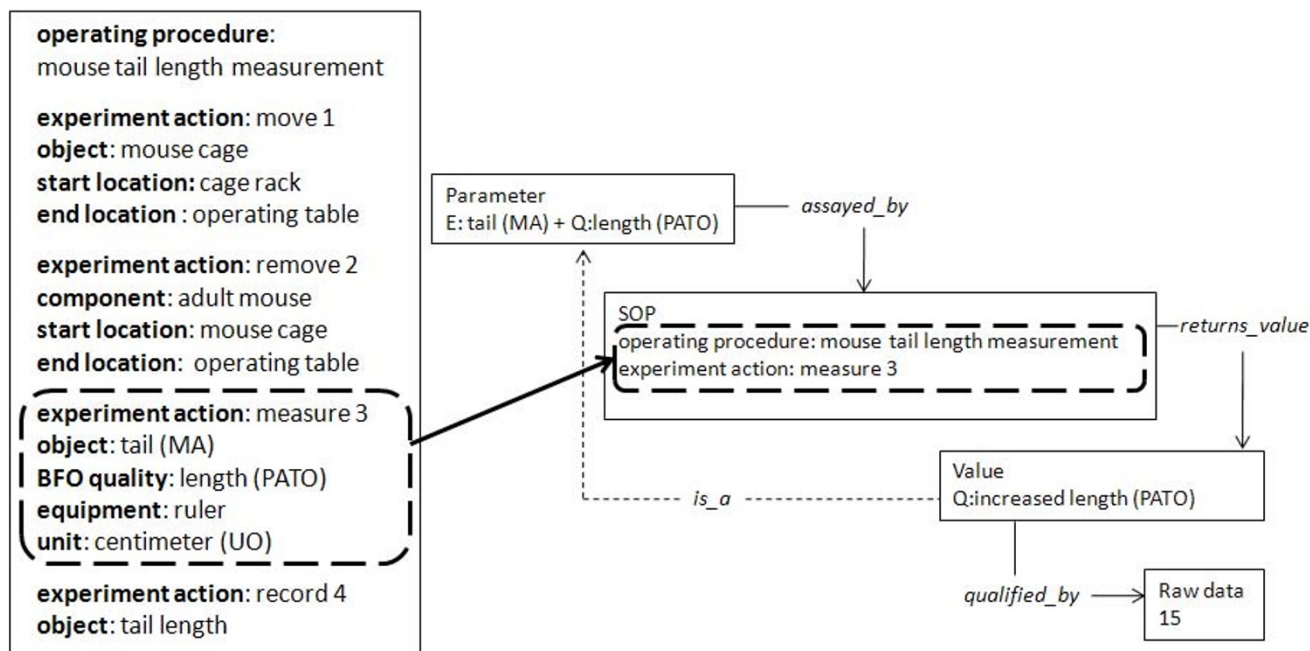 operating procedure:
mouse tail length measurement
experiment action: move 1
object: mouse cage
start location: cage rack
end location : operating table
experiment action: remove 2
component: adult mouse
start location: mouse cage
end location:  operating table
experiment action: measure 3
object: tail (MA)
BFO quality: length (PATO)
equipment: ruler
unit: centimeter (UO)
experiment action: record 4
object: tail length
Parameter
E: tail (MA) + Q:length (PATO)
assayed_by
SOP
operating procedure: mouse tail length measurement
experiment action: measure 3
returns_value
Value
Q:increased length (PATO)
is_a
qualified_by
Raw data
15